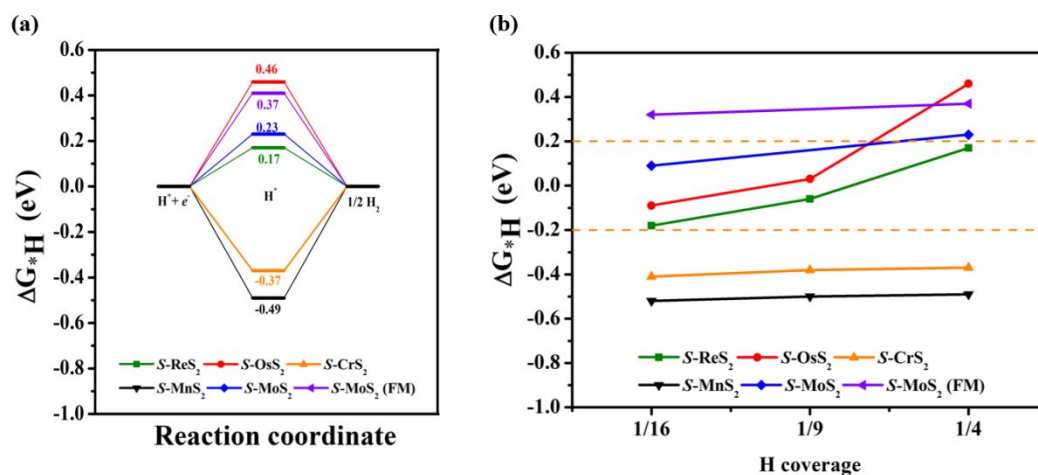 (a)
0.6
0.4
0.2
0.0
-0.2
-0.4
-0.6
-0.8
-1.0
ΔG*H (eV)
0.46
0.37
0.23
0.17
H⁺+ e⁻
H*
1/2 H₂
-0.37
-0.49
S-ReS₂ S-OsS₂ S-CrS₂
S-MnS₂ S-MoS₂ S-MoS₂ (FM)
Reaction coordinate
(b)
0.6
0.4
0.2
0.0
-0.2
-0.4
-0.6
-0.8
-1.0
ΔG*H (eV)
S-ReS₂ S-OsS₂ S-CrS₂
S-MnS₂ S-MoS₂ S-MoS₂ (FM)
1/16 1/9 1/4
H coverage